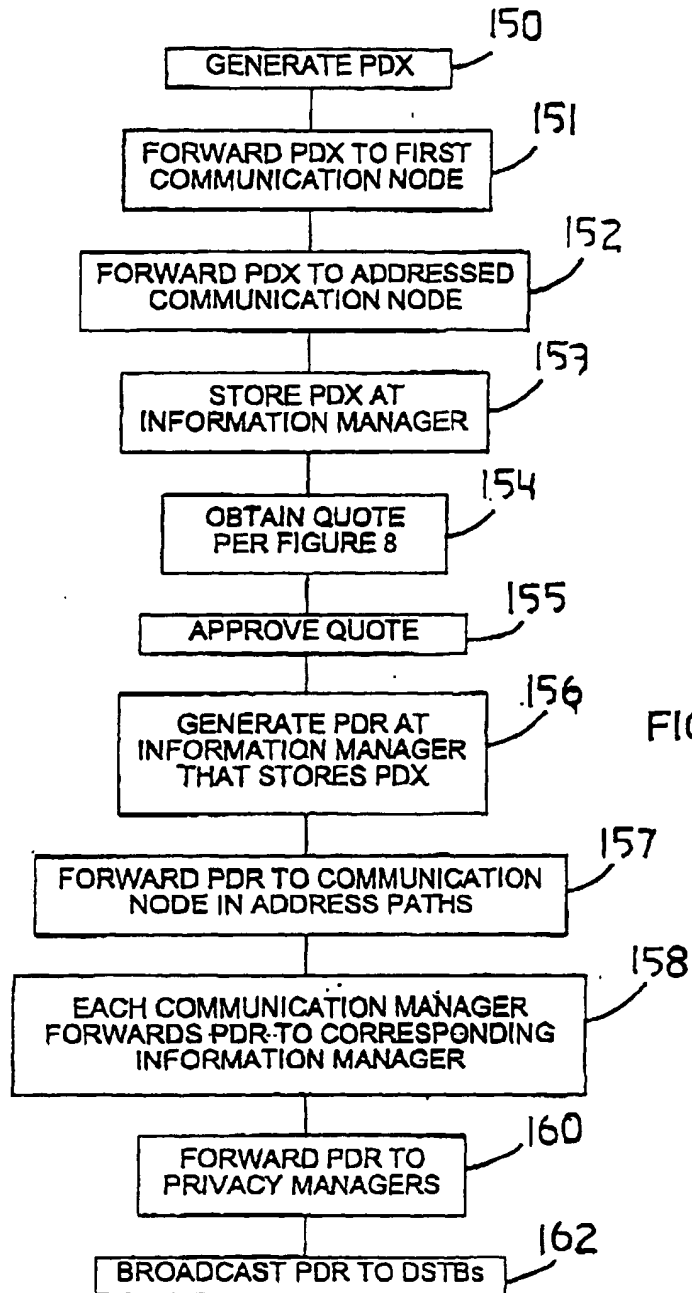 150
GENERATE PDX
151
FORWARD PDX TO FIRST
COMMUNICATION NODE
152
FORWARD PDX TO ADDRESSED
COMMUNICATION NODE
153
STORE PDX AT
INFORMATION MANAGER
154
OBTAIN QUOTE
PER FIGURE 8
155
APPROVE QUOTE
156
GENERATE PDR AT
INFORMATION MANAGER
THAT STORES PDX
FIG
157
FORWARD PDR TO COMMUNICATION
NODE IN ADDRESS PATHS
158
EACH COMMUNICATION MANAGER
FORWARDS PDR TO CORRESPONDING
INFORMATION MANAGER
160
FORWARD PDR TO
PRIVACY MANAGERS
162
BROADCAST PDR TO DSTBs